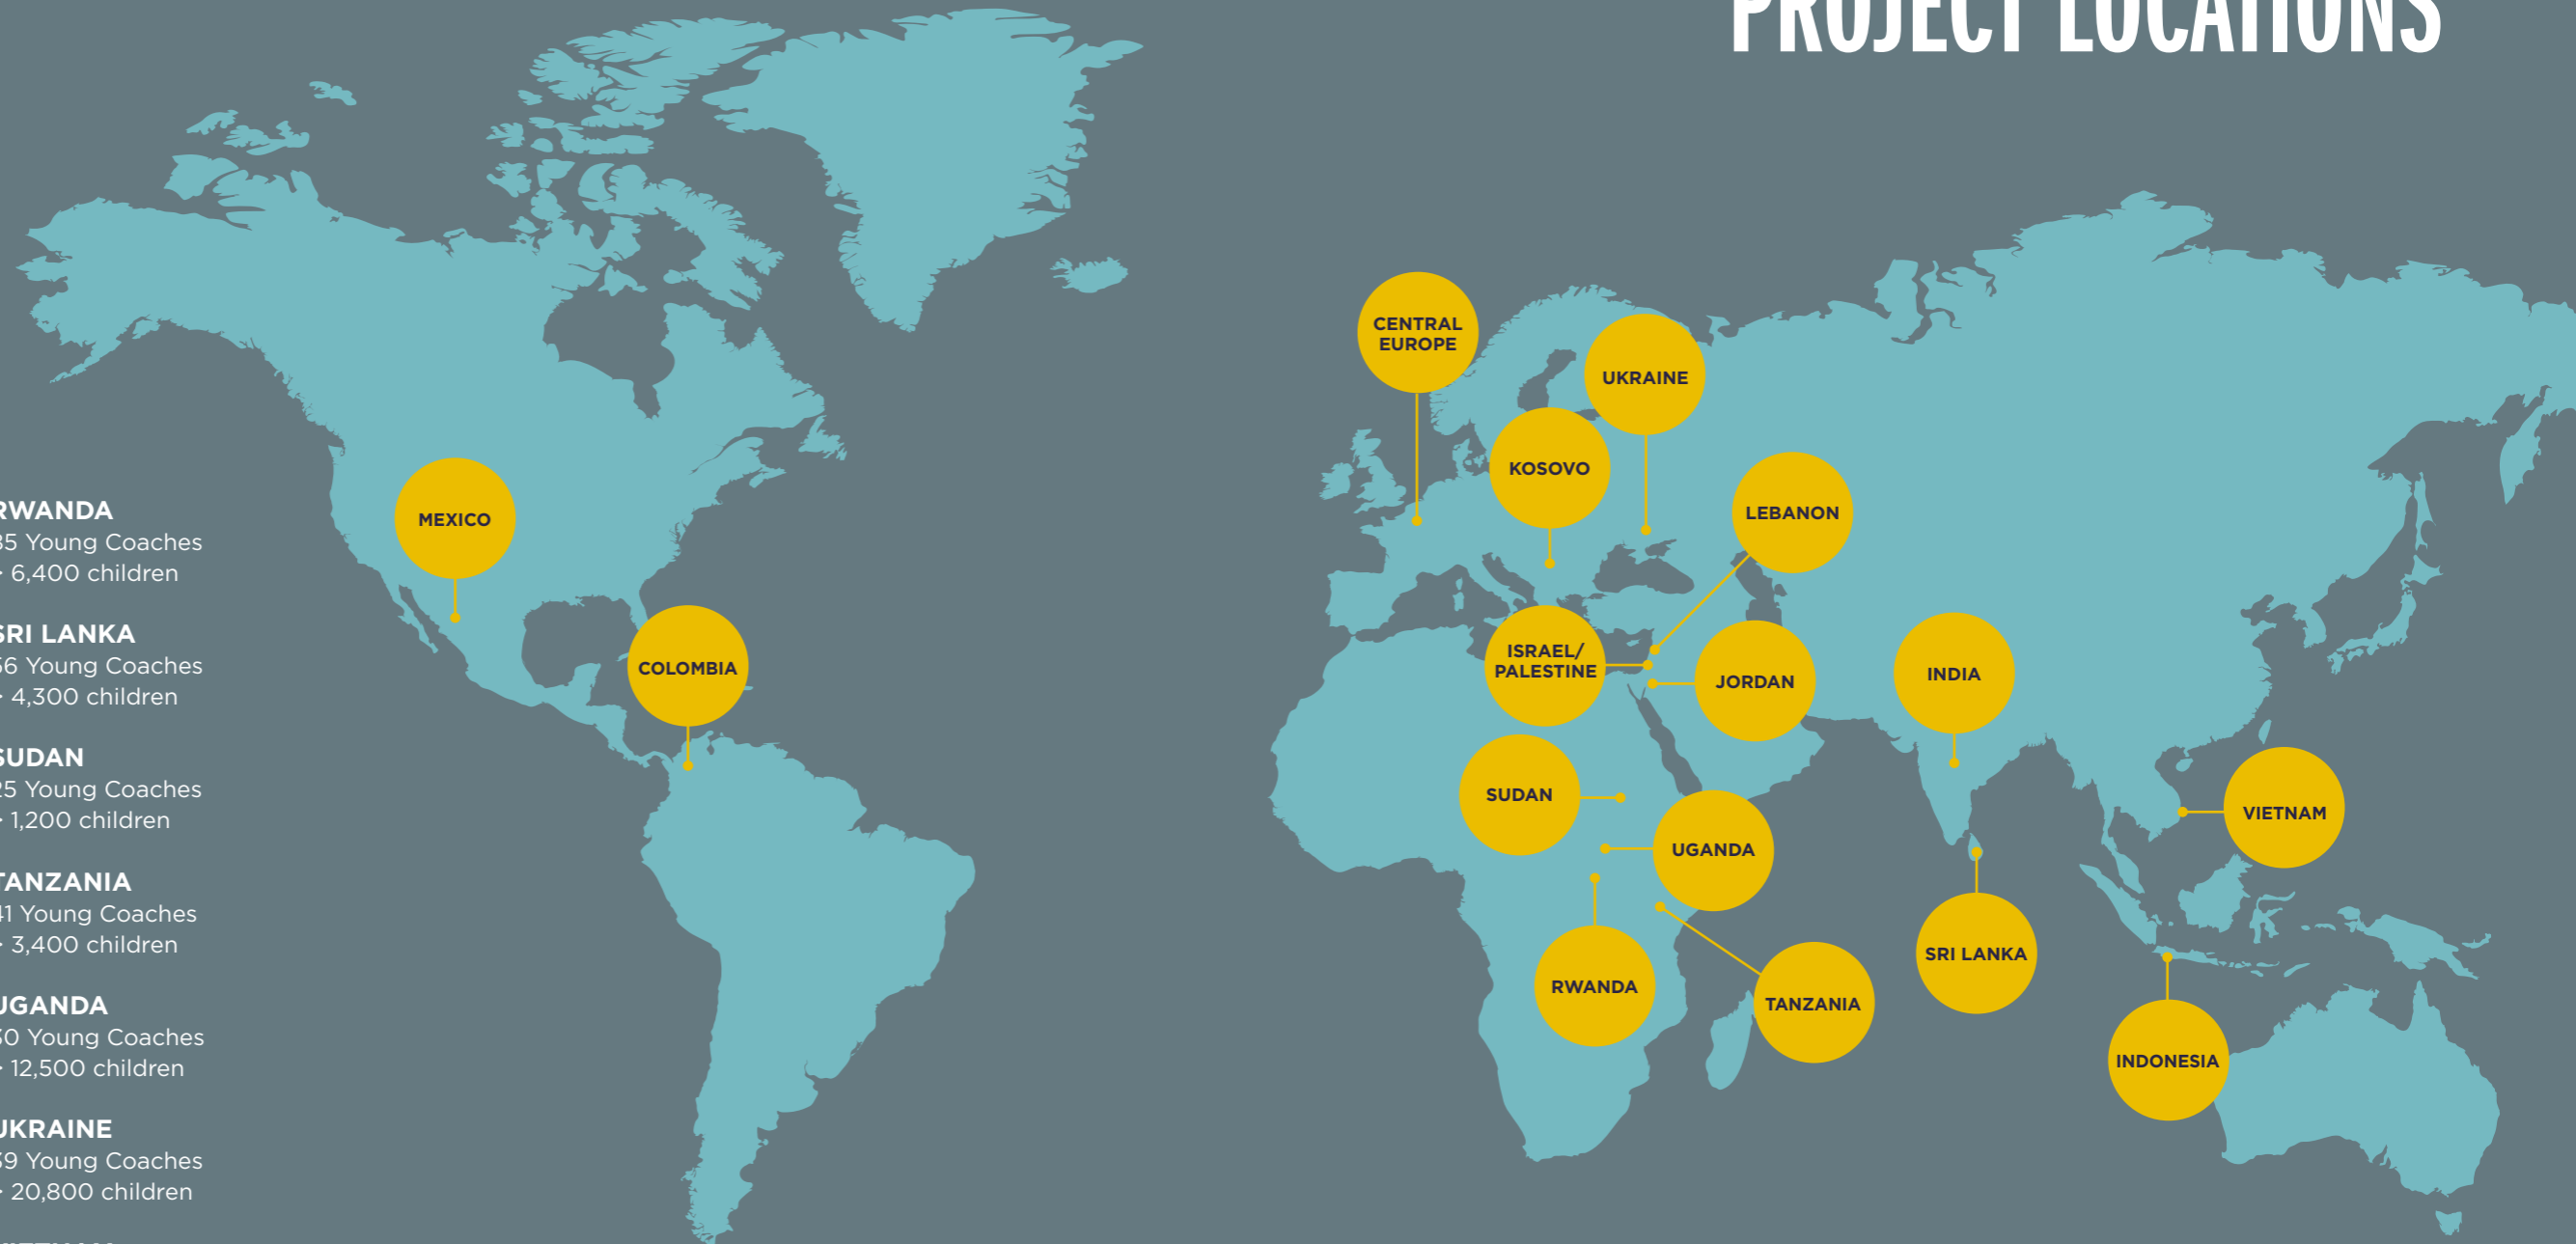 PROJECT LOCATIONS
RWANDA
Young Coaches
6,400 children
SRI LANKA
Young Coaches
4,300 children
SUDAN
25 Young Coaches
1,200 children
TANZANIA
41 Young Coaches
3,400 children
UGANDA
Young Coaches
12,500 children
UKRAINE
Young Coaches
20,800 children
MEXICO
COLOMBIA
CENTRAL
EUROPE
UKRAINE
KOSOVO
LEBANON
ISRAEL/
PALESTINE
JORDAN
INDIA
SUDAN
UGANDA
VIETNAM
RWANDA
TANZANIA
SRI LANKA
INDONESIA